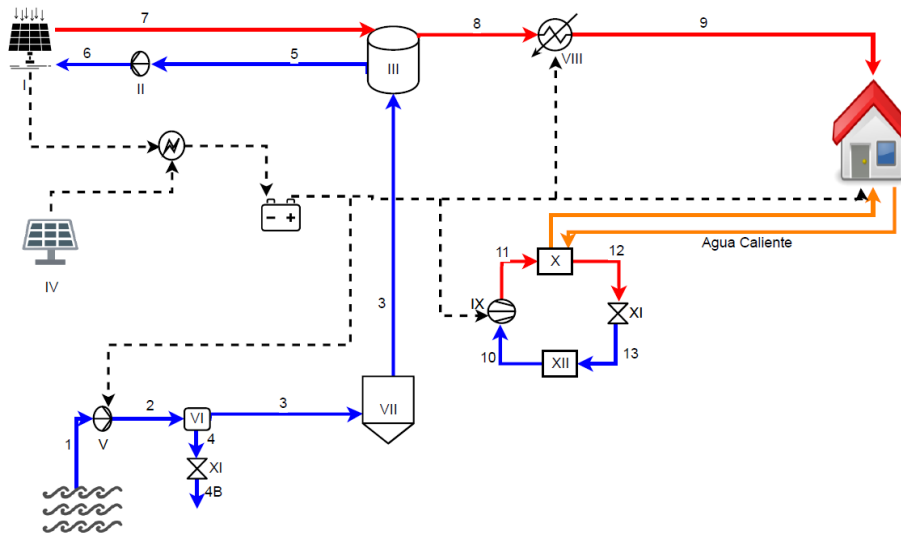 7
8
9
VIII
III
6
5
I
II
IV
3
Agua Caliente
11
X
12
IX
XI
10
XII
13
1
2
V
VI
3
VII
4
XI
4B